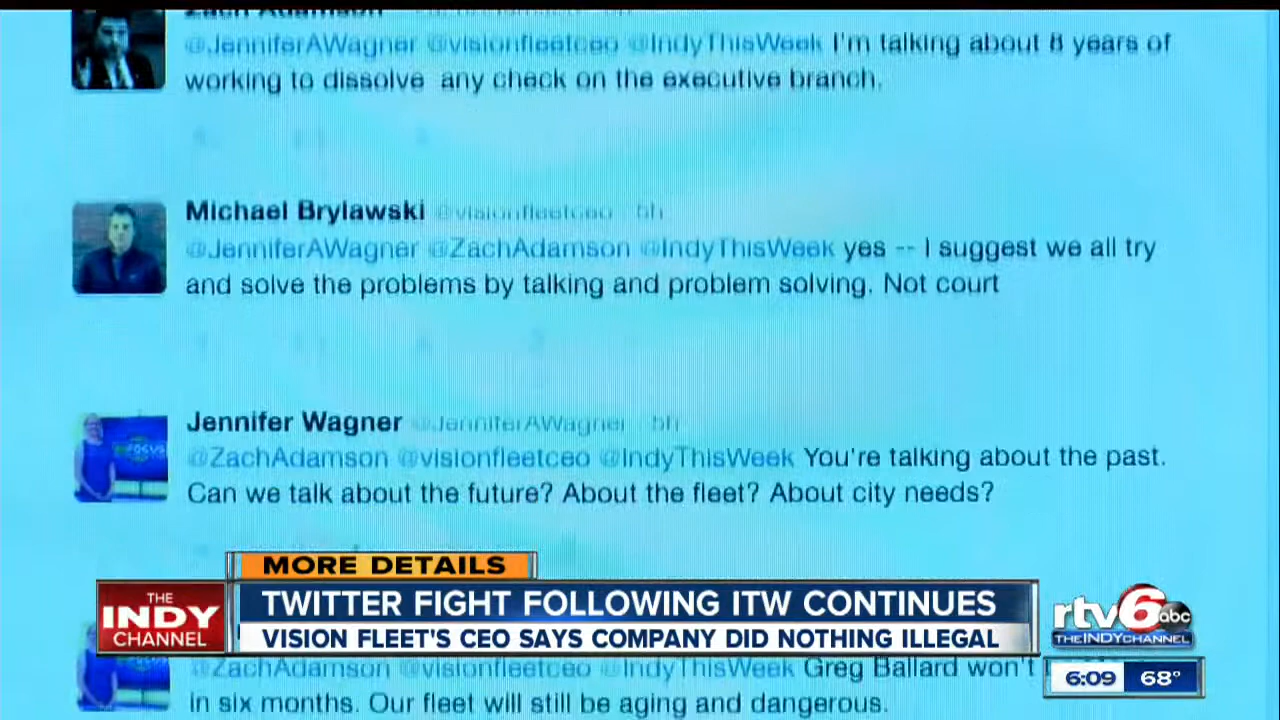 Zach Adamson
@JenniferAWagner @visionfleetceo @IndyThisWeek I'm talking about 8 years of
working to dissolve any check on the executive branch.
Michael Brylawski @visionfleetceo · 5h
@JenniferAWagner @ZachAdamson @IndyThisWeek yes -- I suggest we all try
and solve the problems by talking and problem solving. Not court
Jennifer Wagner @JenniferAWagner · 5h
@ZachAdamson @visionfleetceo @IndyThisWeek You're talking about the past.
Can we talk about the future? About the fleet? About city needs?
FOCUS
MORE DETAILS
THE
INDY
CHANNEL
TWITTER FIGHT FOLLOWING ITW CONTINUES
VISION FLEET'S CEO SAYS COMPANY DID NOTHING ILLEGAL
rtv6 abc
THEINDYCHANNEL
@ZachAdamson @visionfleetceo @IndyThisWeek Greg Ballard won't
6:09 68°
in six months. Our fleet will still be aging and dangerous.